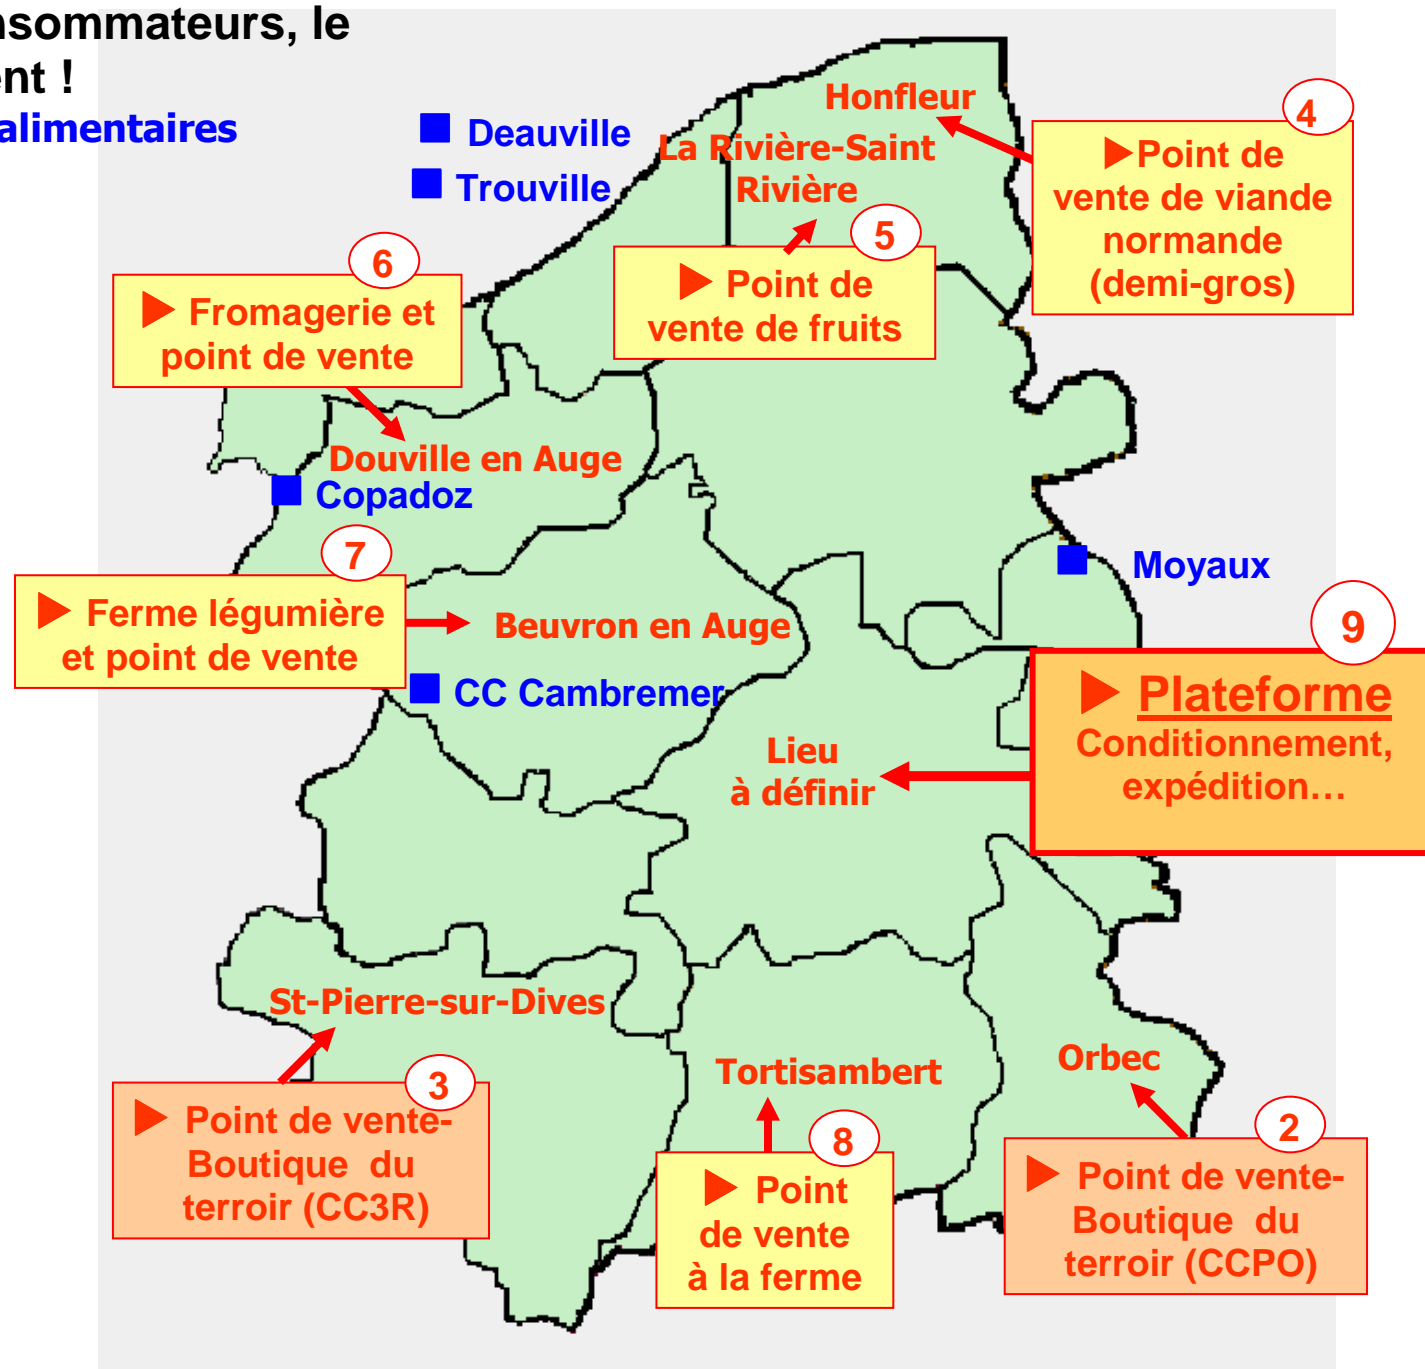 nsommateurs, le
ent !
alimentaires
Deauville
Trouville
Honfleur
La Rivière-Saint
Rivière
4
▶Point de
vente de viande
normande
(demi-gros)
5
▶ Point de
vente de fruits
6
▶ Fromagerie et
point de vente
Douville en Auge
Copadoz
7
▶ Ferme légumière
et point de vente
Beuvron en Auge
CC Cambremer
Moyaux
9
▶ Plateforme
Conditionnement,
expédition…
Lieu
à définir
St-Pierre-sur-Dives
3
▶ Point de vente-
Boutique du
terroir (CC3R)
Tortisambert
8
▶ Point
de vente
à la ferme
Orbec
2
▶ Point de vente-
Boutique du
terroir (CCPO)